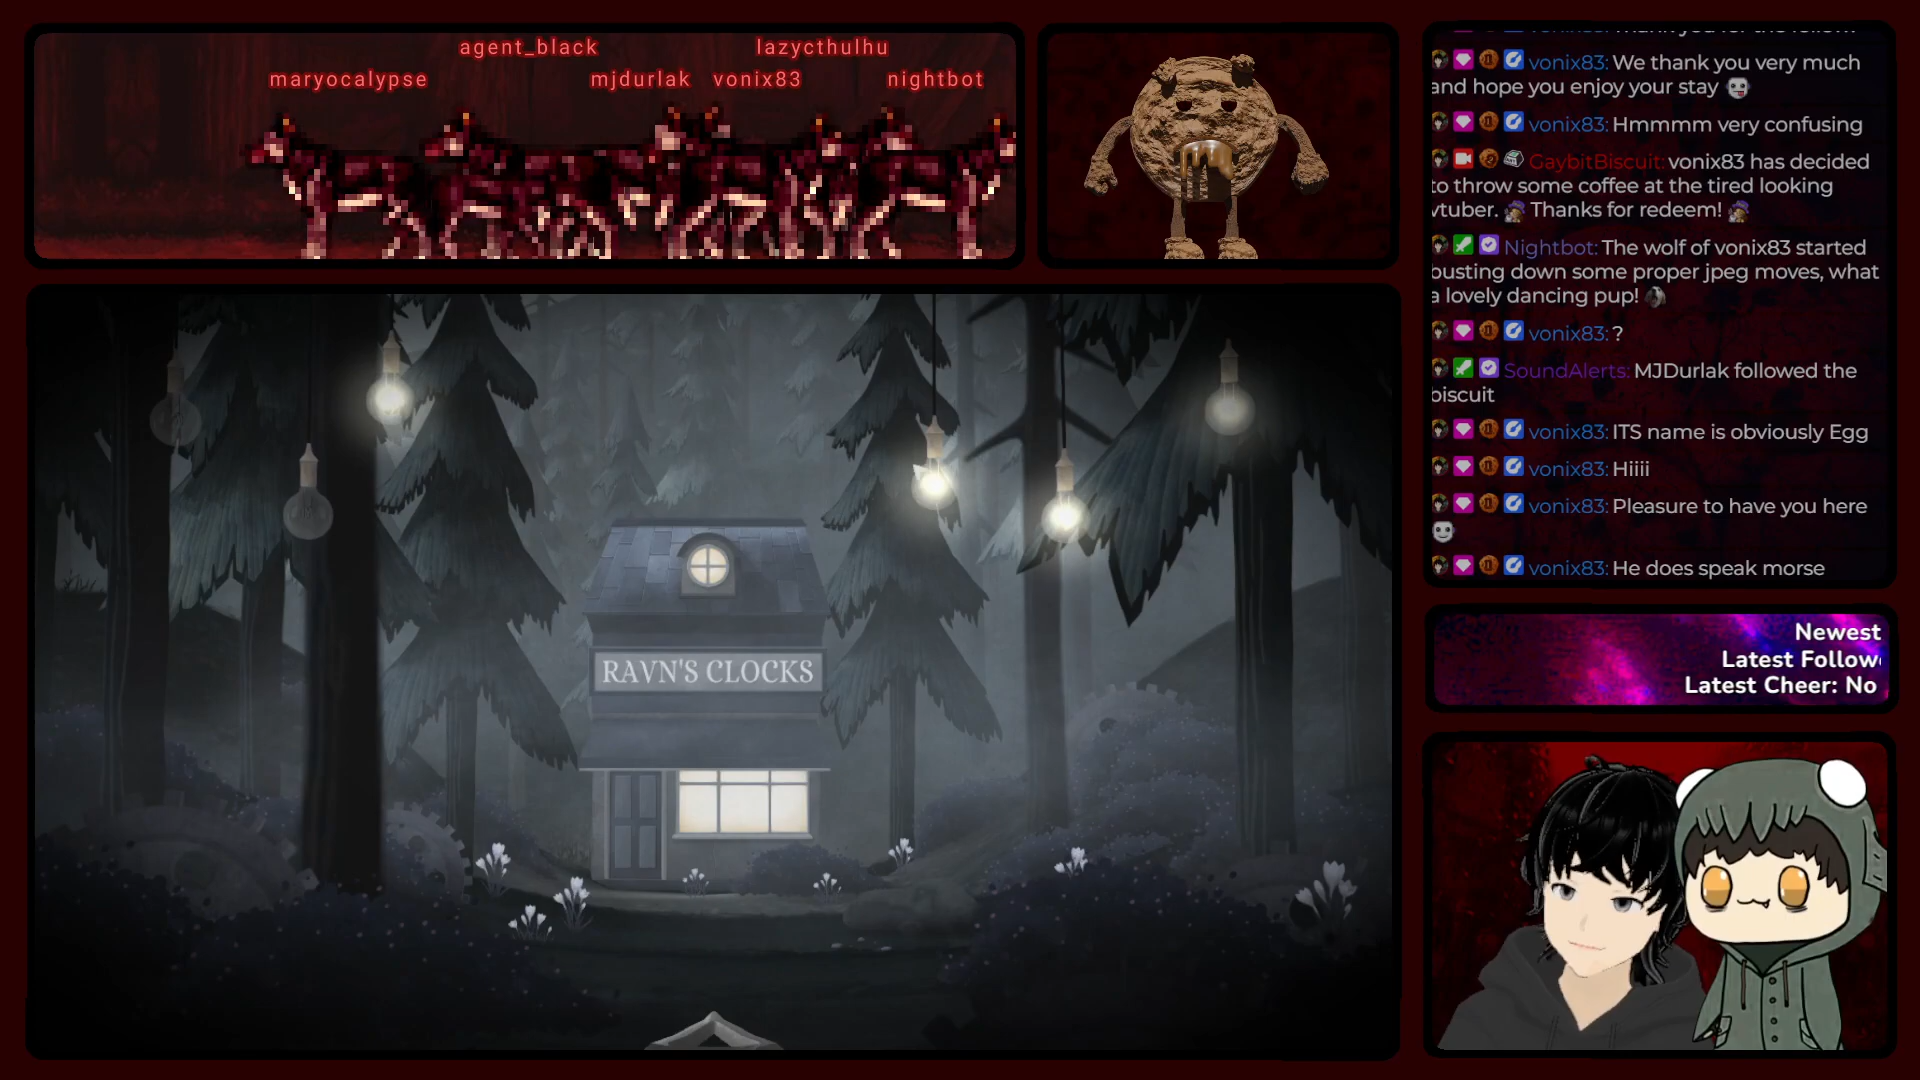 agent_black
lazycthulhu
maryocalypse
mjdurlak
vonix83
nightbot
RAVN'S CLOCKS
vonix83: We thank you very much
and hope you enjoy your stay
vonix83: Hmmmm very confusing
GaybitBiscuit: vonix83 has decided
to throw some coffee at the tired looking
vtuber. Thanks for redeem!
Nightbot: The wolf of vonix83 started
busting down some proper jpeg moves, what
a lovely dancing pup!
vonix83: ?
SoundAlerts: MJDurlak followed the
biscuit
vonix83: ITS name is obviously Egg
vonix83: Hiiii
vonix83: Pleasure to have you here
vonix83: He does speak morse
Newest
Latest Follow
Latest Cheer: No